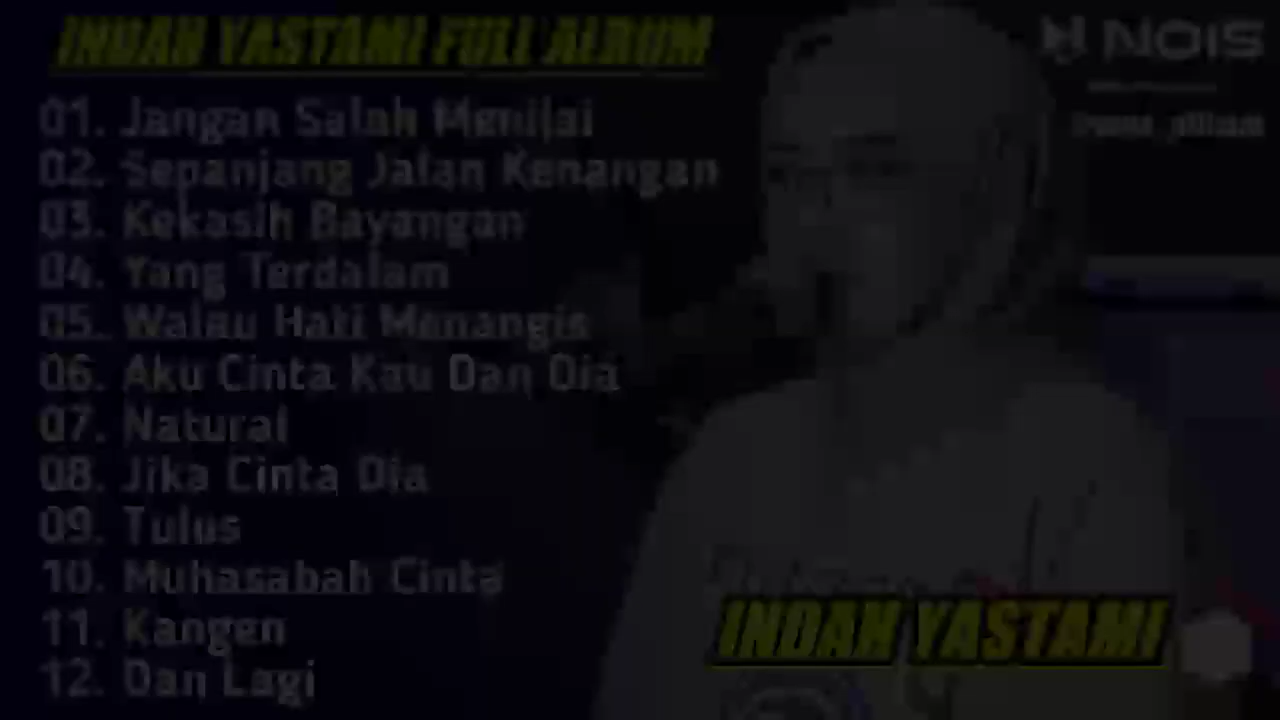 INDAH YASTAMI FULL ALBUM
NOIS
01. Jangan Salah Menilai
02. Sepanjang Jalan Kenangan
03. Kekasih Bayangan
04. Yang Terdalam
05. Walau Hati Menangis
06. Aku Cinta Kau Dan Dia
07. Natural
08. Jika Cinta Dia
09. Tulus
10. Muhasabah Cinta
11. Kangen
12. Dan Lagi
INDAH YASTAMI